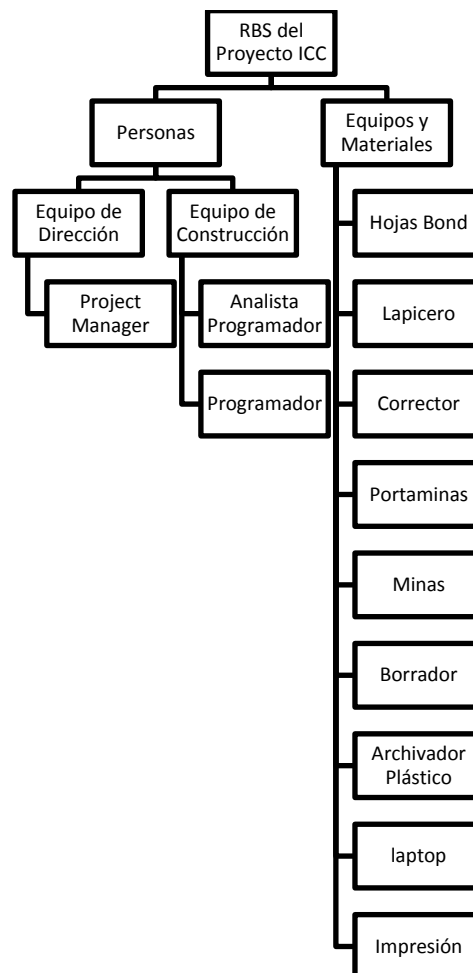 RBS del
Proyecto ICC
Personas
Equipos y
Materiales
Equipo de
Dirección
Equipo de
Construcción
Hojas Bond
Project
Manager
Analista
Programador
Lapicero
Programador
Corrector
Portaminas
Minas
Borrador
Archivador
Plástico
laptop
Impresión